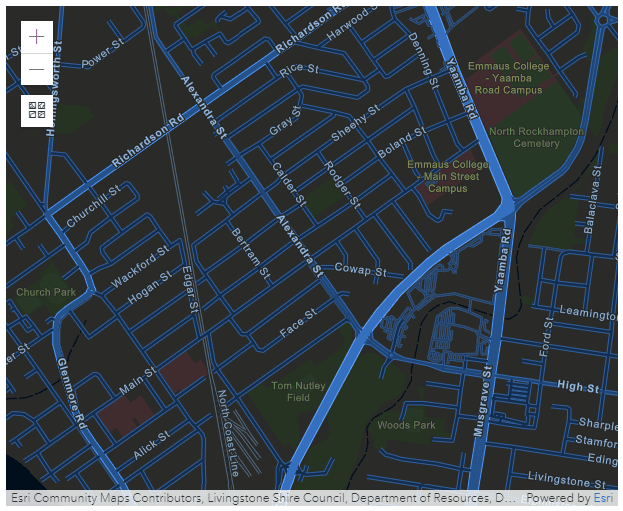 Harwood St
Richardson Rd
Power St
Hollingsworth St
Denning St
Yaamba Rd
Emmaus College
- Yaamba
Road Campus
Rice St
Alexandra St
Gray St
Sheehy St
Boland St
North Rockhampton
Cemetery
Richardson Rd
Emmaus College
- Main Street
Campus
Calder St
Rodger St
Balaclava St
Churchill St
Alexandra St
Bertram St
Yaamba Rd
Wackford St
Hogan St
Edgar St
Cowap St
Church Park
Leamington
Face St
Ford St
Glenmore Rd
Main St
Tom Nutley
Field
High St
North Coast Line
Musgrave St
Woods Park
Sharple
Stamfor
Eding
Alick St
Livingstone St
Esri Community Maps Contributors, Livingstone Shire Council, Department of Resources, D... Powered by Esri